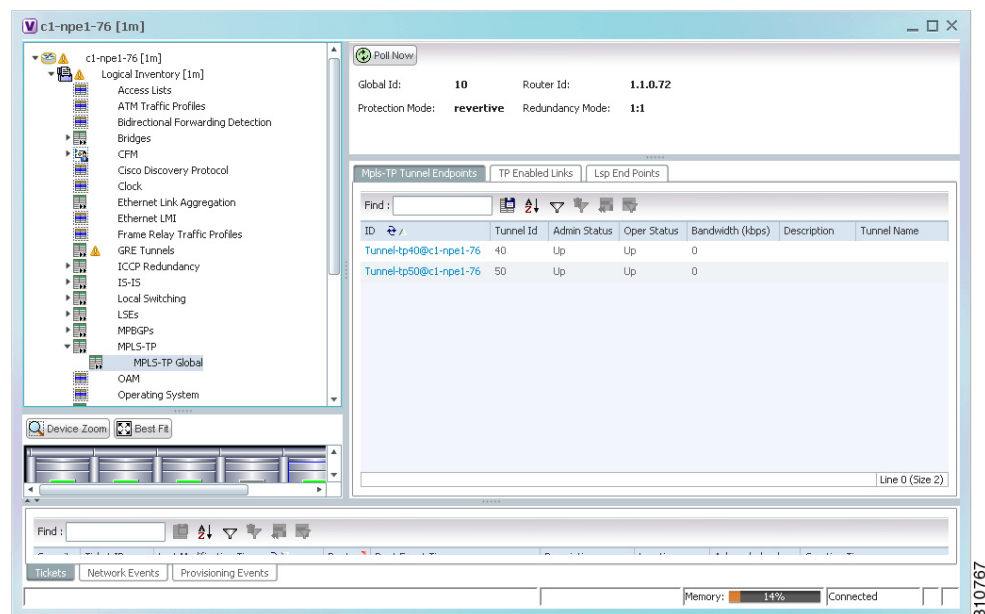 c1-npe1-76 [1m]
c1-npe1-76 [1m]
Logical Inventory [1m]
Access Lists
ATM Traffic Profiles
Bidirectional Forwarding Detection
Bridges
CFM
Cisco Discovery Protocol
Clock
Ethernet Link Aggregation
Ethernet LMI
Frame Relay Traffic Profiles
GRE Tunnels
ICCP Redundancy
IS-IS
Local Switching
LSEs
MPBGPs
MPLS-TP
MPLS-TP Global
OAM
Operating System
Device Zoom Best Fit
Poll Now
Global Id: 10 Router Id: 1.1.0.72
Protection Mode: revertive Redundancy Mode: 1:1
Mpls-TP Tunnel Endpoints TP Enabled Links Lsp End Points
Find :
ID Tunnel Id Admin Status Oper Status Bandwidth (kbps) Description Tunnel Name
Tunnel-tp40@c1-npe1-76 40 Up Up 0
Tunnel-tp50@c1-npe1-76 50 Up Up 0
Line 0 (Size 2)
Find :
Tickets Network Events Provisioning Events
Memory: 14% Connected
310767